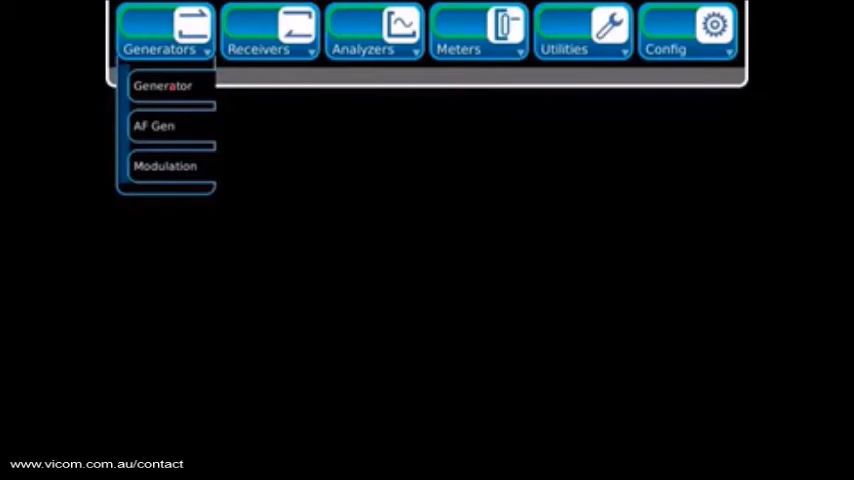 Generators Receivers Analyzers Meters Utilities Config
Generator
AF Gen
Modulation
www.vicom.com.au/contact